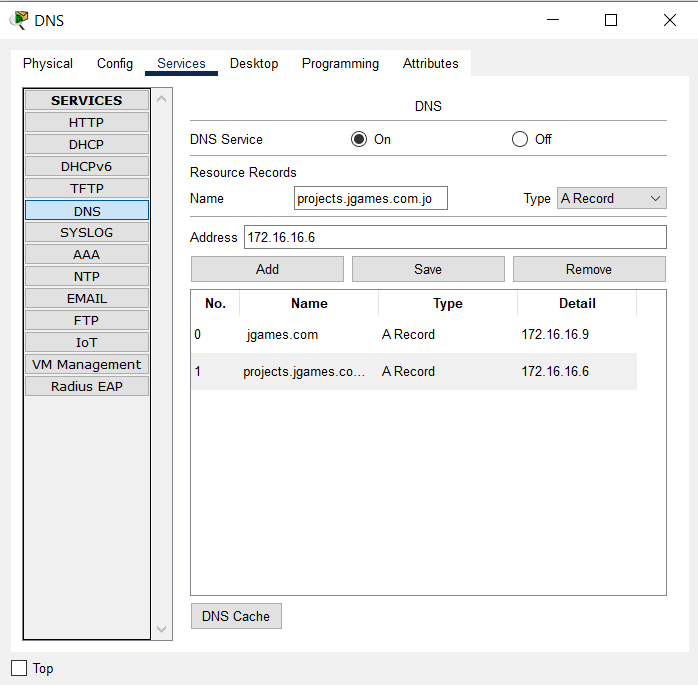 DNS
Physical Config Services Desktop Programming Attributes
SERVICES
HTTP
DHCP
DHCPv6
TFTP
DNS
SYSLOG
AAA
NTP
EMAIL
FTP
IoT
VM Management
Radius EAP
DNS
DNS Service On Off
Resource Records
Name projects.jgames.com.jo Type A Record
Address 172.16.16.6
Add Save Remove
No. Name Type Detail
0 jgames.com A Record 172.16.16.9
1 projects.jgames.co... A Record 172.16.16.6
DNS Cache
Top